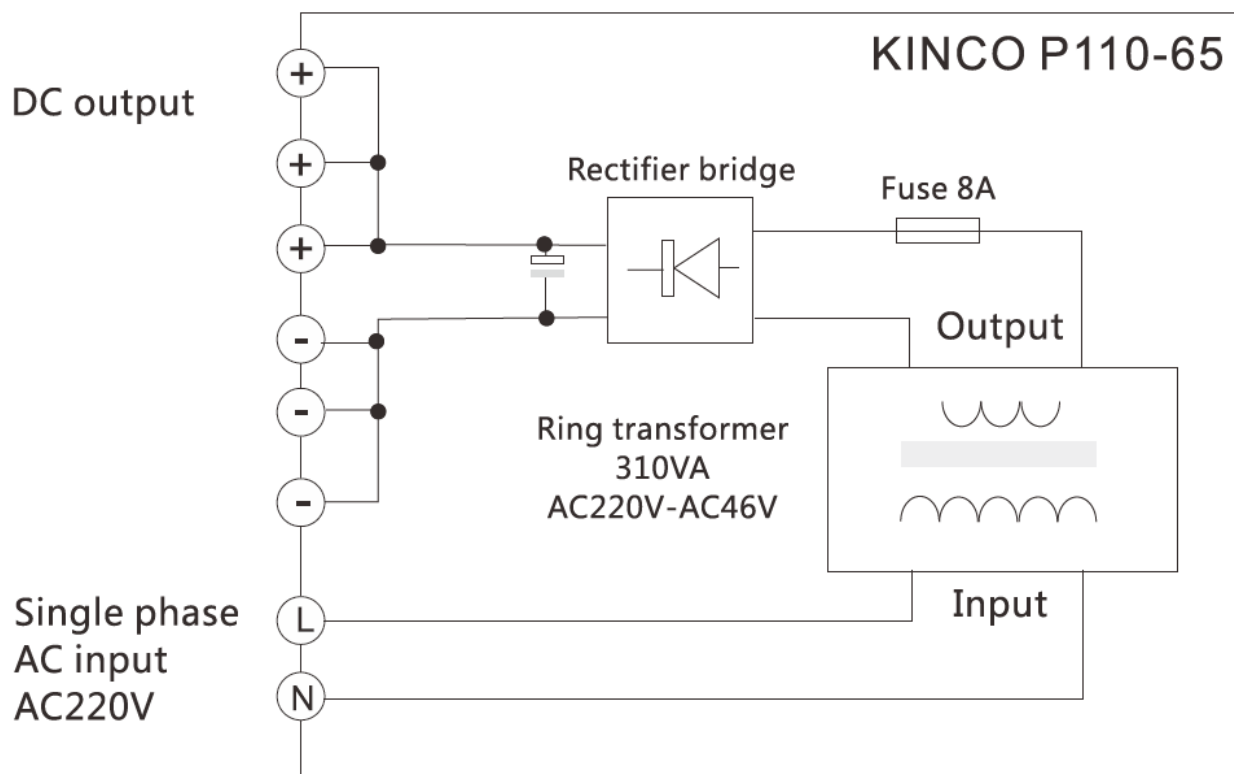 KINCO P110-65
DC output
+
+
+
-
-
-
Rectifier bridge
Fuse 8A
Output
Ring transformer
310VA
AC220V-AC46V
Input
Single phase
AC input
AC220V
L
N